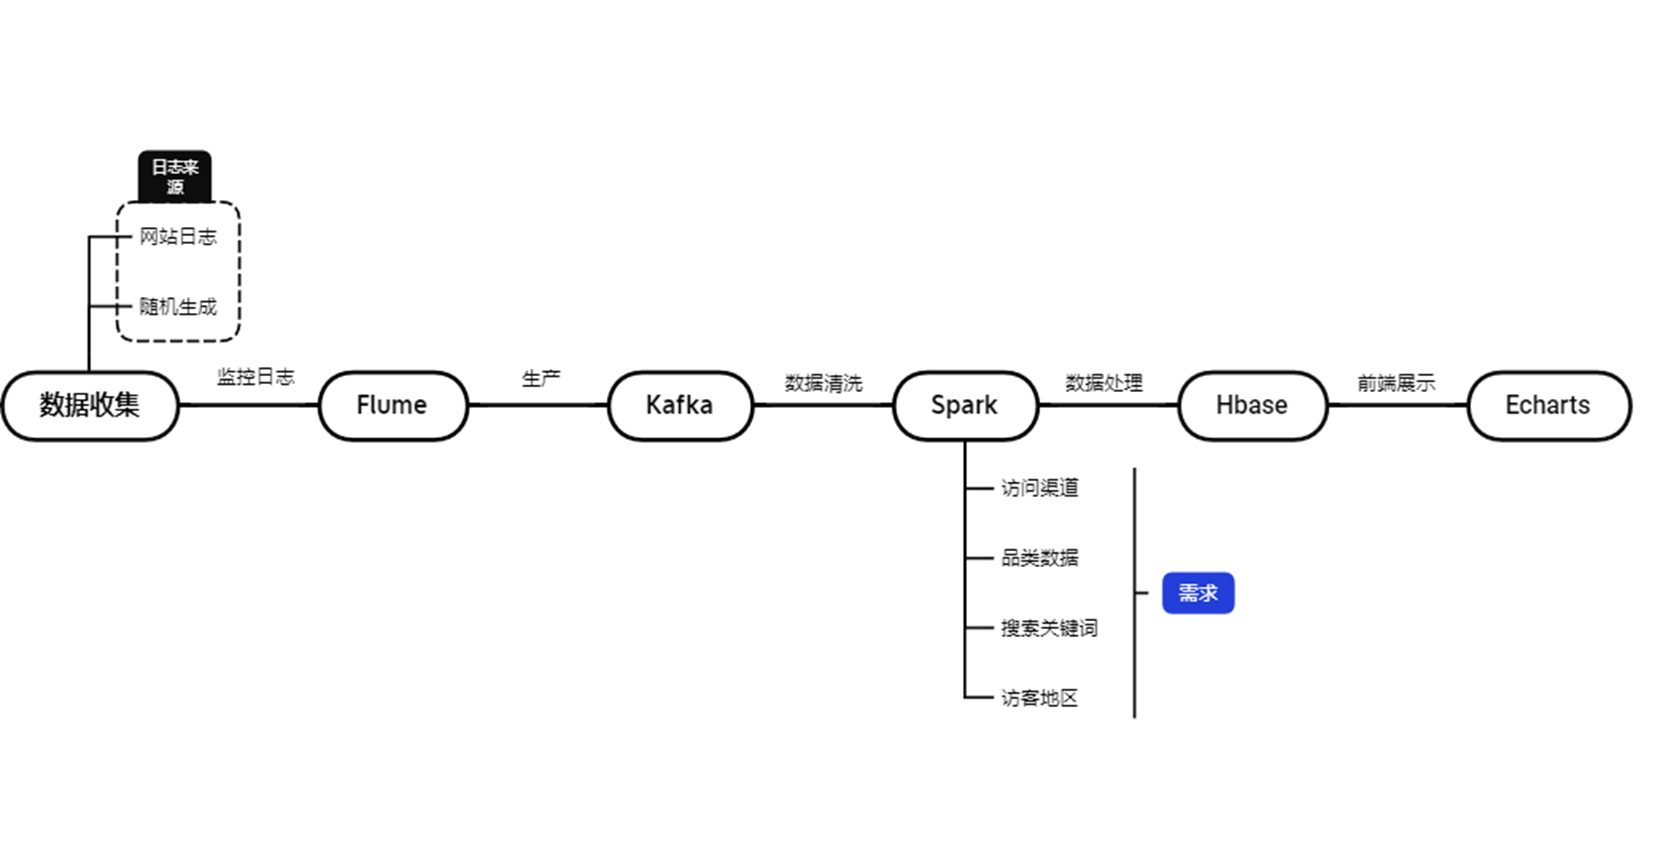 日志来
源
网站日志
随机生成
数据收集
监控日志
Flume
生产
Kafka
数据清洗
Spark
数据处理
Hbase
前端展示
Echarts
访问渠道
品类数据
搜索关键词
访客地区
需求